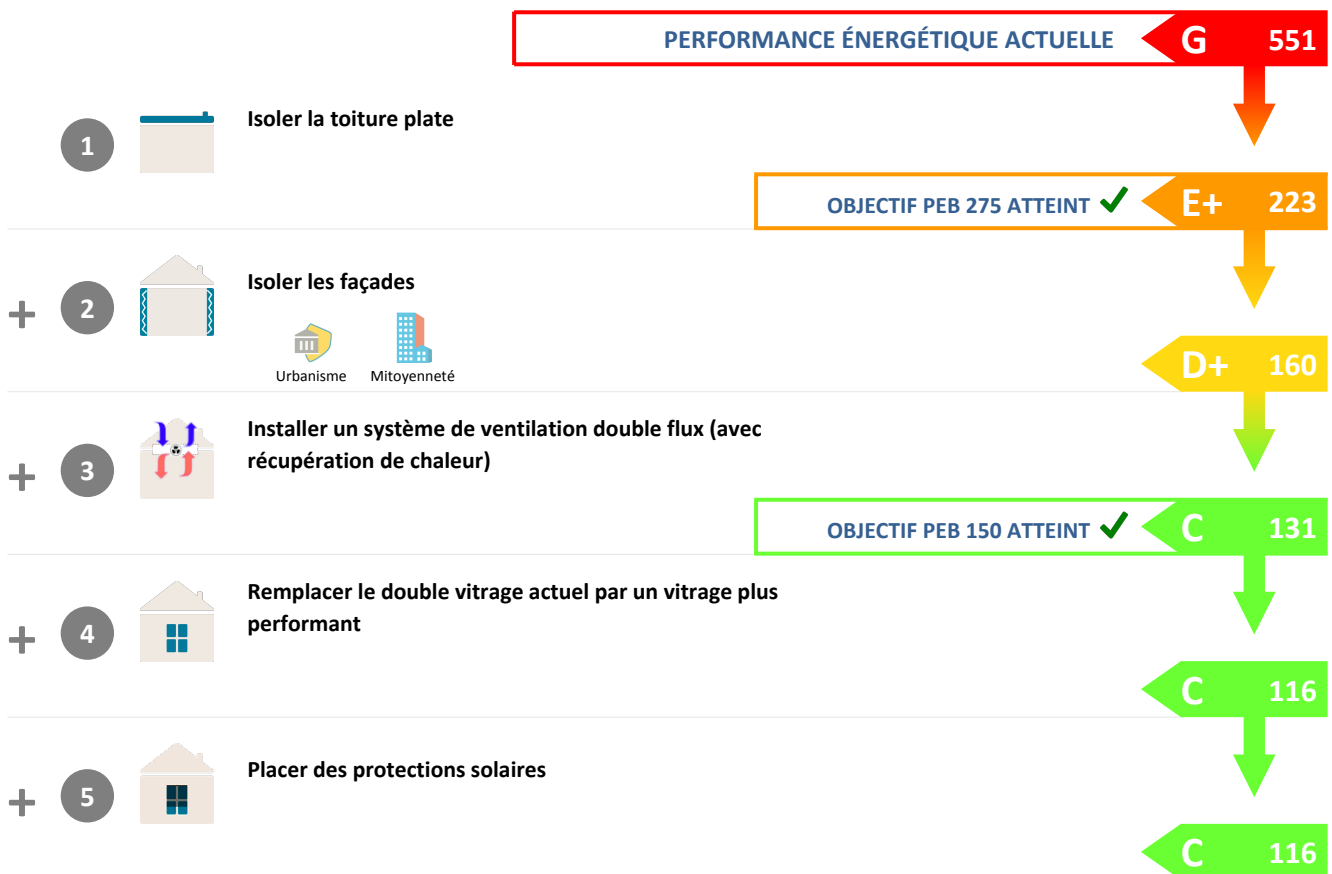 PERFORMANCE ÉNERGÉTIQUE ACTUELLE G 551
1 Isoler la toiture plate
OBJECTIF PEB 275 ATTEINT ✔ E+ 223
+ 2 Isoler les façades
Urbanisme Mitoyenneté
D+ 160
+ 3 Installer un système de ventilation double flux (avec
récupération de chaleur)
OBJECTIF PEB 150 ATTEINT ✔ C 131
+ 4 Remplacer le double vitrage actuel par un vitrage plus
performant
C 116
+ 5 Placer des protections solaires
C 116